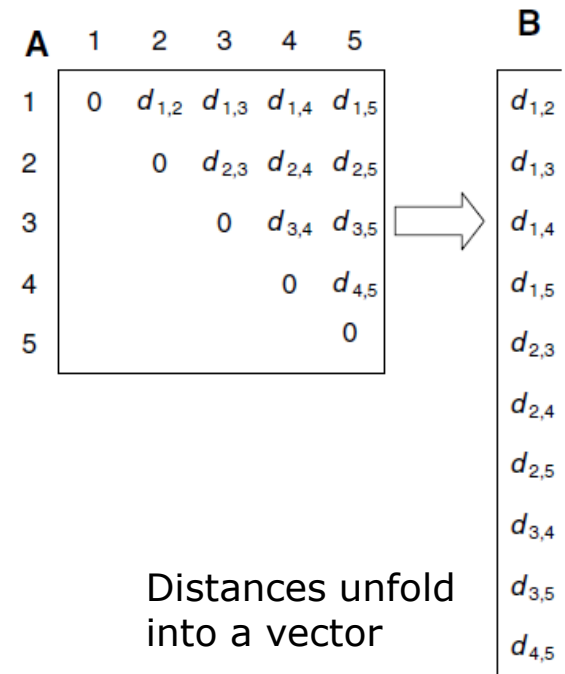 A 1 2 3 4 5
1 0 d1,2 d1,3 d1,4 d1,5
2 0 d2,3 d2,4 d2,5
3 0 d3,4 d3,5
4 0 d4,5
5 0
B
d1,2
d1,3
d1,4
d1,5
d2,3
d2,4
d2,5
d3,4
d3,5
d4,5
Distances unfold
into a vector